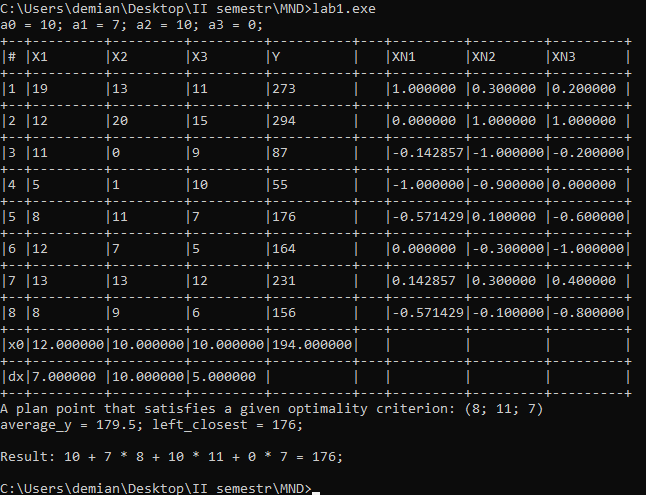 C:\Users\demian\Desktop\II semestr\MND>lab1.exe
a0 = 10; a1 = 7; a2 = 10; a3 = 0;
+--+---------+---------+---------+----------+   +---------+---------+---------+
|# |X1       |X2       |X3       |Y         |   |XN1      |XN2      |XN3      |
+--+---------+---------+---------+----------+   +---------+---------+---------+
|1 |19       |13       |11       |273       |   |1.000000 |0.300000 |0.200000 |
+--+---------+---------+---------+----------+   +---------+---------+---------+
|2 |12       |20       |15       |294       |   |0.000000 |1.000000 |1.000000 |
+--+---------+---------+---------+----------+   +---------+---------+---------+
|3 |11       |0        |9        |87        |   |-0.142857|-1.000000|-0.200000|
+--+---------+---------+---------+----------+   +---------+---------+---------+
|4 |5        |1        |10       |55        |   |-1.000000|-0.900000|0.000000 |
+--+---------+---------+---------+----------+   +---------+---------+---------+
|5 |8        |11       |7        |176       |   |-0.571429|0.100000 |-0.600000|
+--+---------+---------+---------+----------+   +---------+---------+---------+
|6 |12       |7        |5        |164       |   |0.000000 |-0.300000|-1.000000|
+--+---------+---------+---------+----------+   +---------+---------+---------+
|7 |13       |13       |12       |231       |   |0.142857 |0.300000 |0.400000 |
+--+---------+---------+---------+----------+   +---------+---------+---------+
|8 |8        |9        |6        |156       |   |-0.571429|-0.100000|-0.800000|
+--+---------+---------+---------+----------+   +---------+---------+---------+
|x0|12.000000|10.000000|10.000000|194.000000|   |         |         |         |
+--+---------+---------+---------+----------+   +---------+---------+---------+
|dx|7.000000 |10.000000|5.000000 |          |   |         |         |         |
+--+---------+---------+---------+----------+   +---------+---------+---------+
A plan point that satisfies a given optimality criterion: (8; 11; 7)
average_y = 179.5; left_closest = 176;
Result: 10 + 7 * 8 + 10 * 11 + 0 * 7 = 176;
C:\Users\demian\Desktop\II semestr\MND>